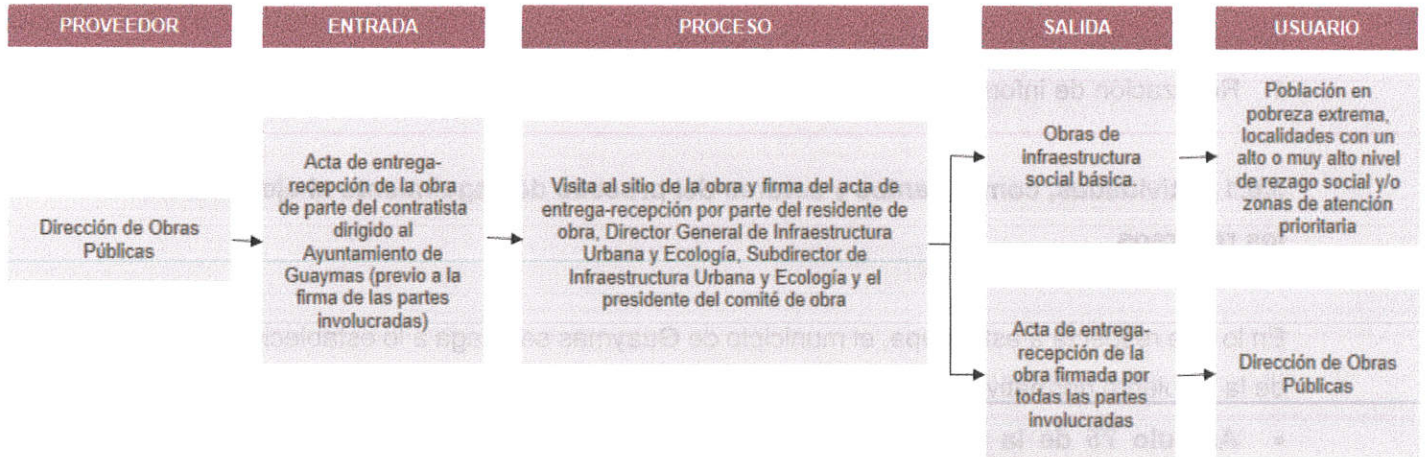 PROVEEDOR
ENTRADA
PROCESO
SALIDA
USUARIO
Dirección de Obras
Públicas
Acta de entrega-
recepción de la obra
de parte del contratista
dirigido al
Ayuntamiento de
Guaymas (previo a la
firma de las partes
involucradas)
Visita al sitio de la obra y firma del acta de
entrega-recepción por parte del residente de
obra, Director General de Infraestructura
Urbana y Ecología, Subdirector de
Infraestructura Urbana y Ecología y el
presidente del comité de obra
Obras de
infraestructura
social básica.
Población en
pobreza extrema,
localidades con un
alto o muy alto nivel
de rezago social y/o
zonas de atención
prioritaria
Acta de entrega-
recepción de la
obra firmada por
todas las partes
involucradas
Dirección de Obras
Públicas